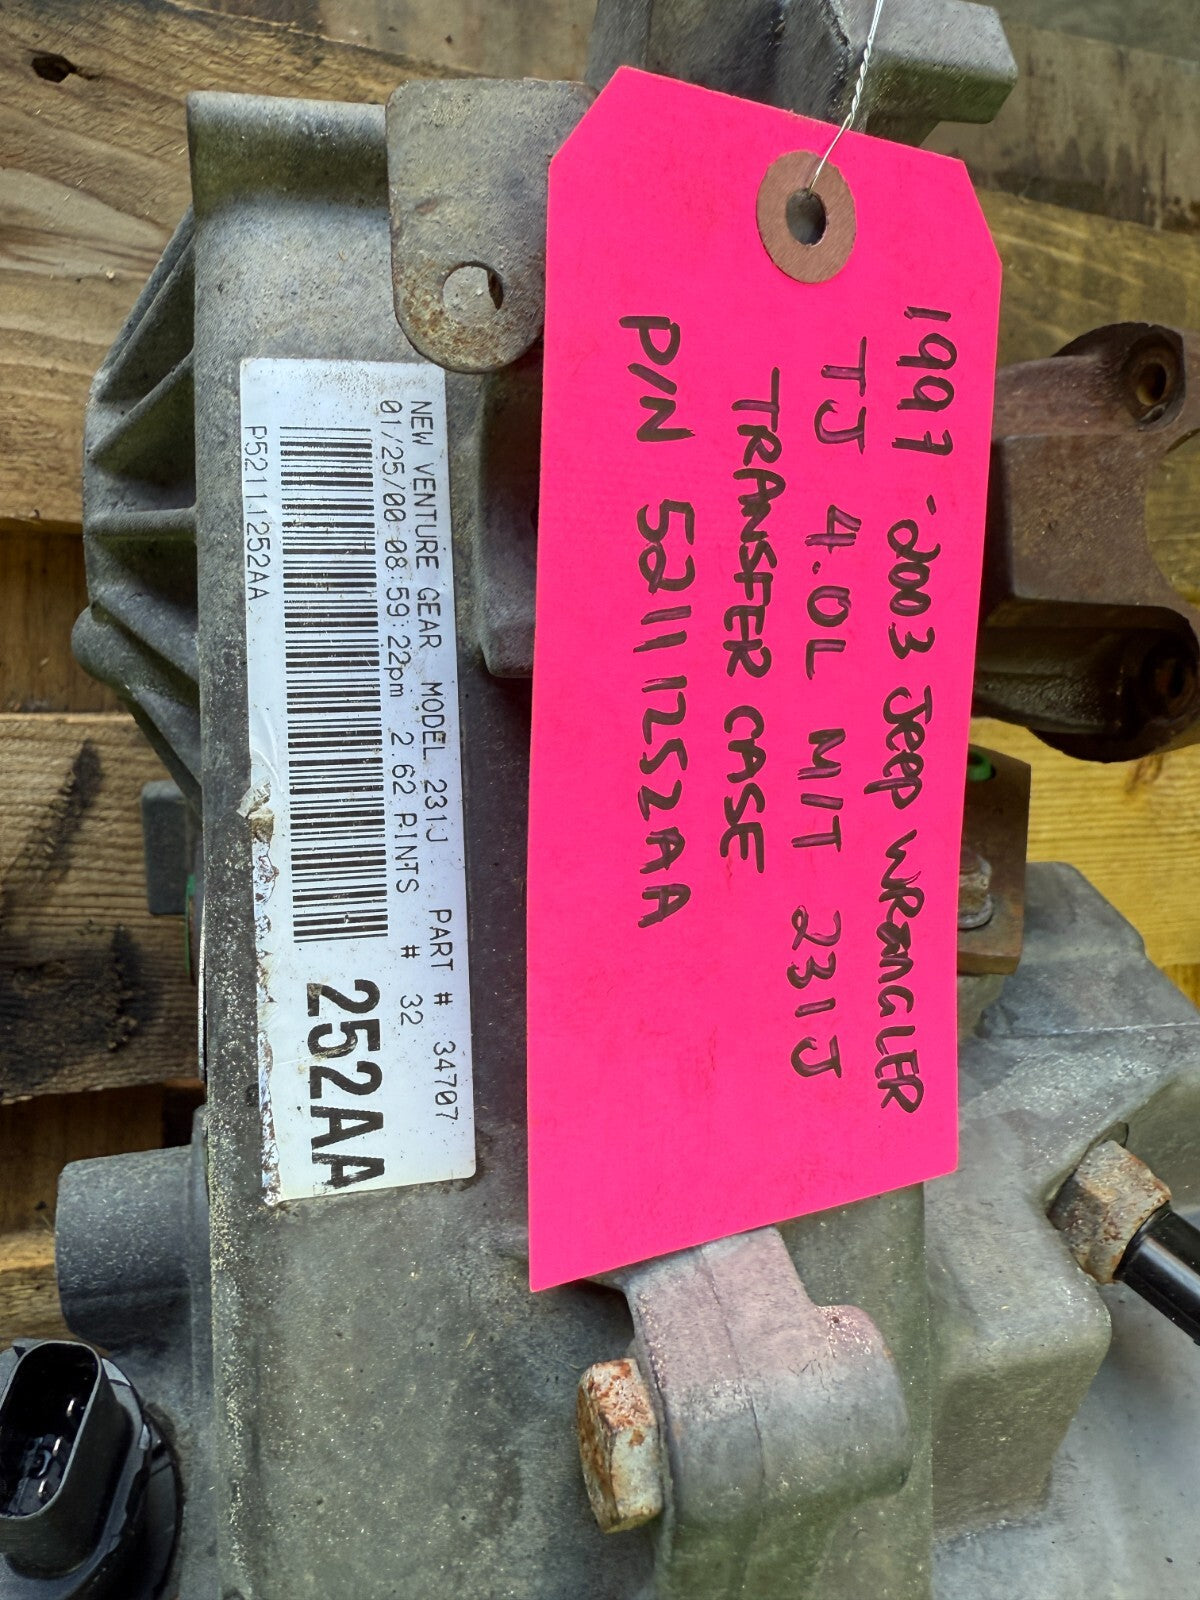 1997-2003 Jeep WRANGLER
TJ 4.0L M/T 231J
TRANSFER CASE
P/N 52111252AA
NEW VENTURE GEAR MODEL 231J PART # 34707
01/25/00 08:59:22pm 2.62 PINTS # 32
252AA
P52111252AA